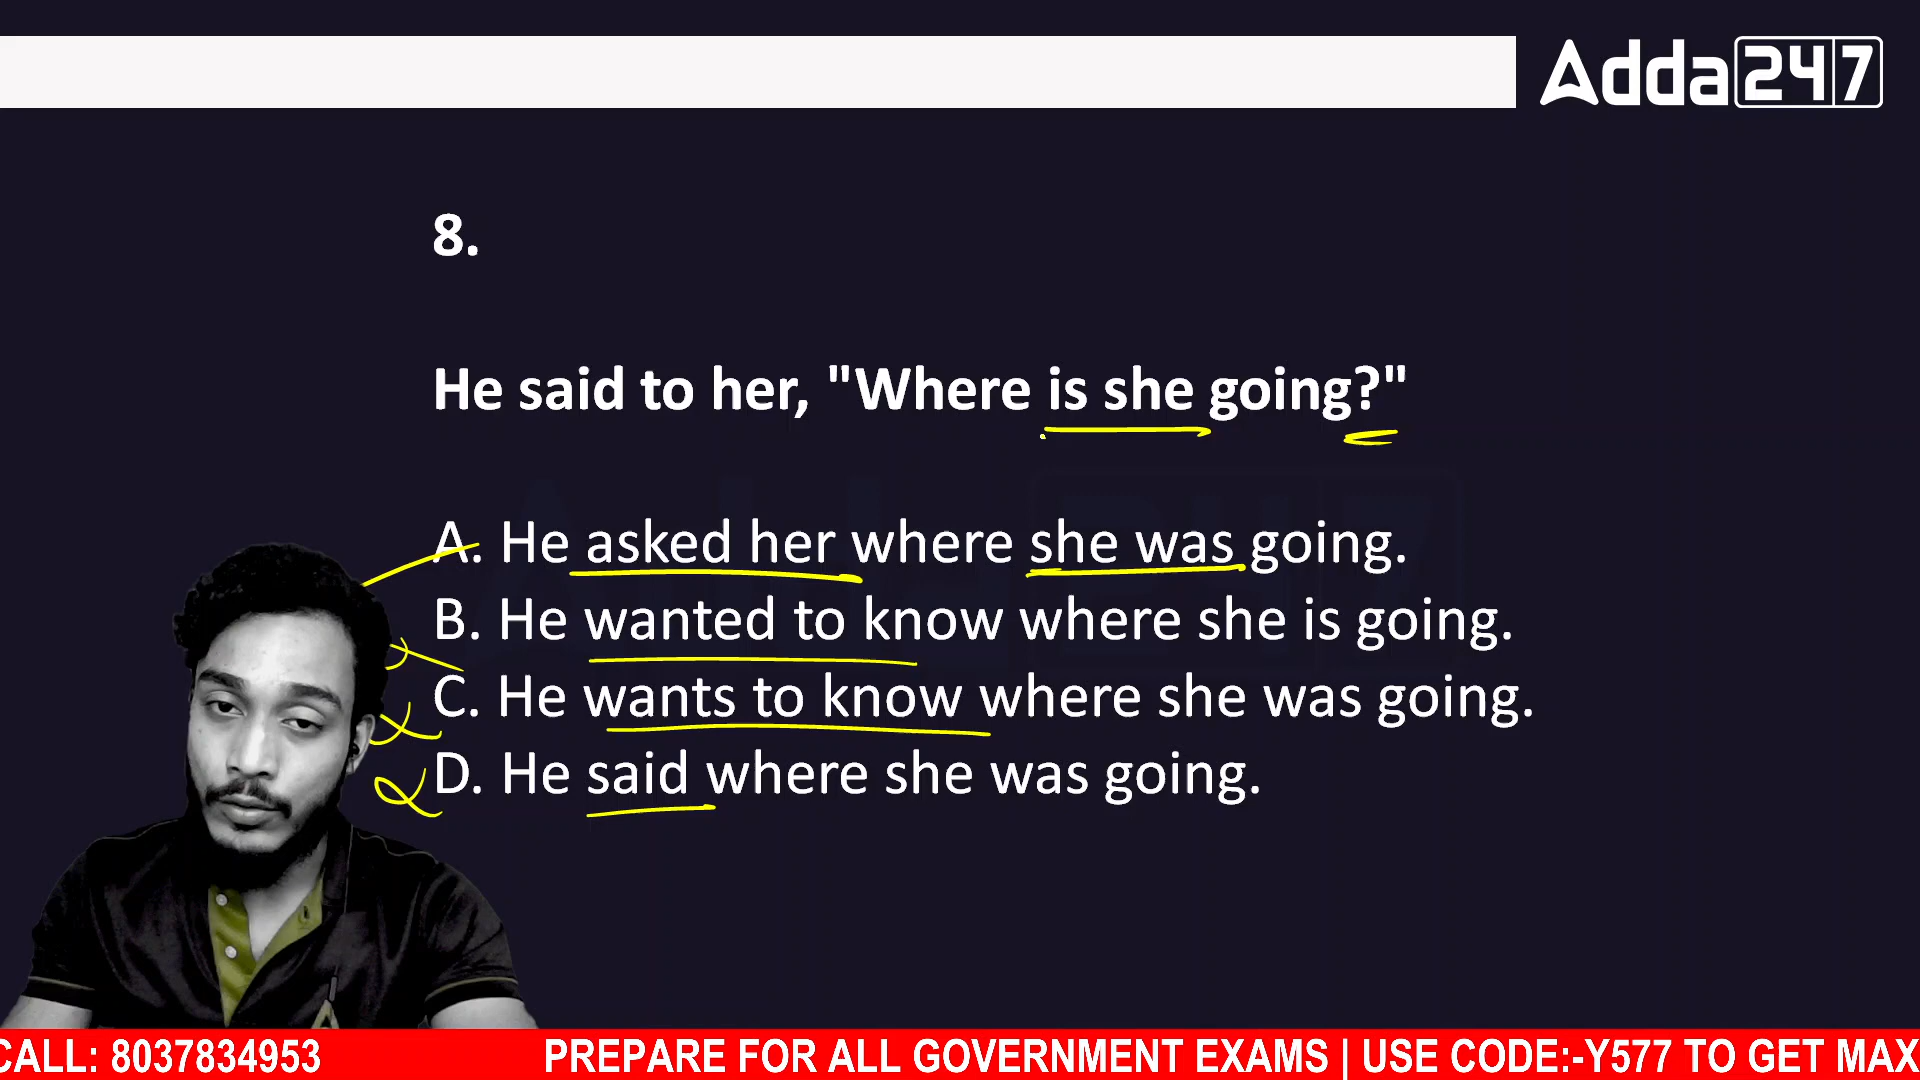 Adda247
8.
He said to her, "Where is she going?"
A. He asked her where she was going.
B. He wanted to know where she is going.
C. He wants to know where she was going.
D. He said where she was going.
CALL: 8037834953 PREPARE FOR ALL GOVERNMENT EXAMS | USE CODE:-Y577 TO GET MAX